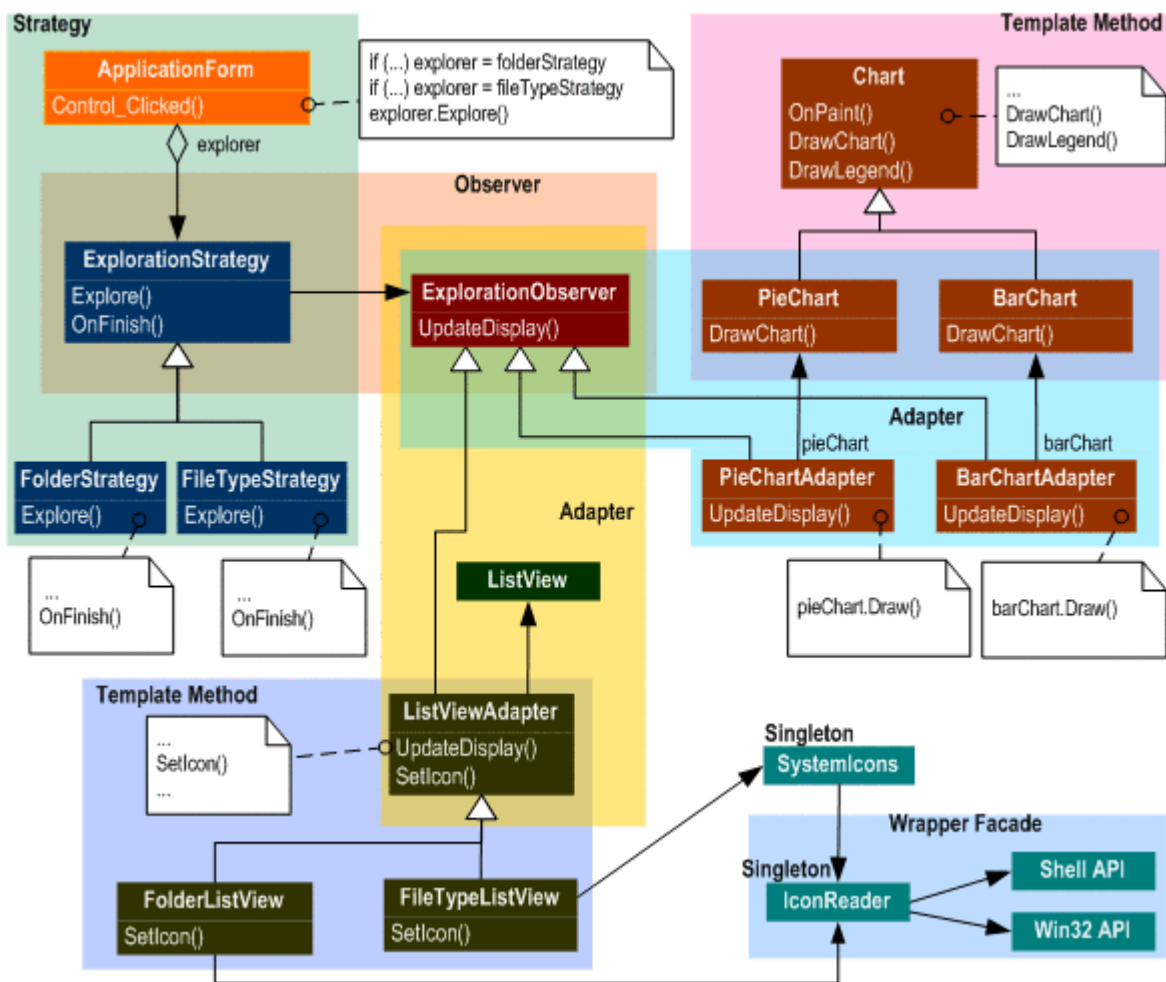 Strategy
Template Method
ApplicationForm
Control_Clicked()
if (...) explorer = folderStrategy
if (...) explorer = fileTypeStrategy
explorer.Explore()
explorer
Chart
OnPaint()
DrawChart()
DrawLegend()
...
DrawChart()
DrawLegend()
Observer
ExplorationStrategy
Explore()
OnFinish()
ExplorationObserver
UpdateDisplay()
PieChart
DrawChart()
BarChart
DrawChart()
Adapter
pieChart
barChart
FolderStrategy
Explore()
FileTypeStrategy
Explore()
PieChartAdapter
UpdateDisplay()
BarChartAdapter
UpdateDisplay()
Adapter
...
OnFinish()
...
OnFinish()
ListView
pieChart.Draw()
barChart.Draw()
Template Method
...
SetIcon()
...
ListViewAdapter
UpdateDisplay()
SetIcon()
Singleton
SystemIcons
Wrapper Facade
Singleton
IconReader
Shell API
Win32 API
FolderListView
SetIcon()
FileTypeListView
SetIcon()